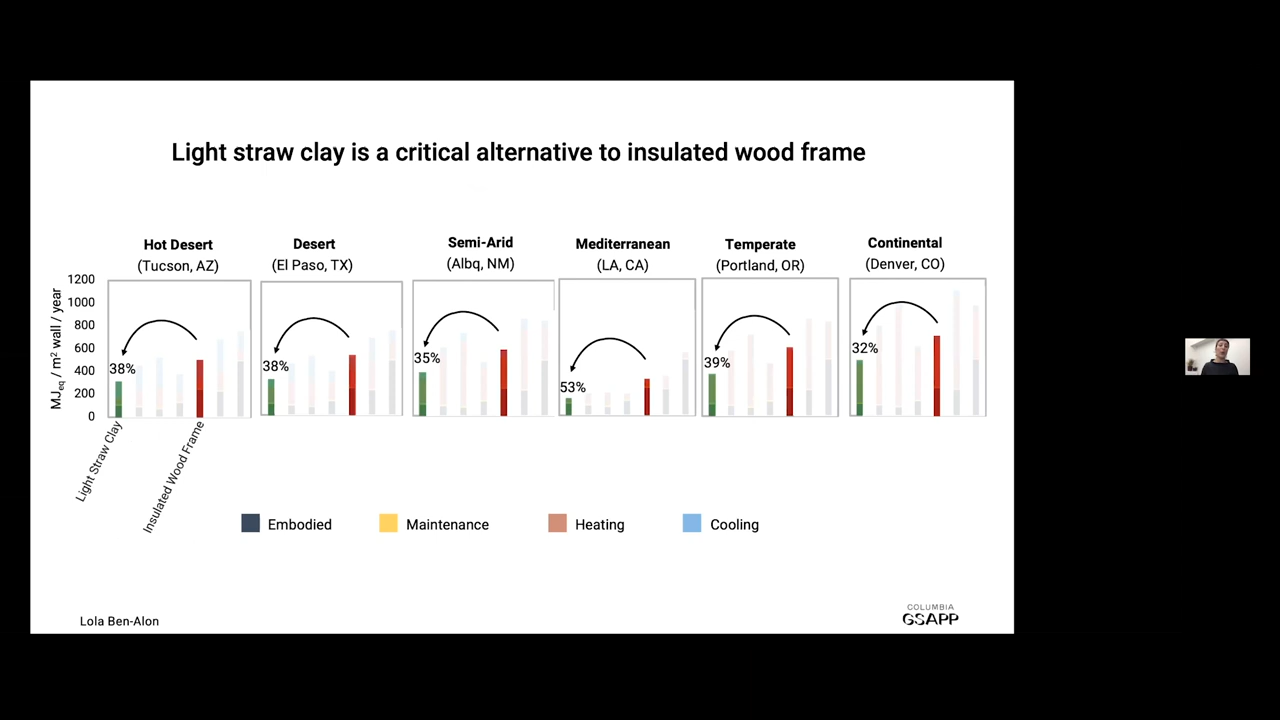 Light straw clay is a critical alternative to insulated wood frame
Hot Desert
(Tucson, AZ)
Desert
(El Paso, TX)
Semi-Arid
(Albq, NM)
Mediterranean
(LA, CA)
Temperate
(Portland, OR)
Continental
(Denver, CO)
MJeq / m² wall / year
1200
1000
800
600
400
200
0
38%
38%
35%
53%
39%
32%
Light Straw Clay
Insulated Wood Frame
Embodied
Maintenance
Heating
Cooling
Lola Ben-Alon
COLUMBIA
GSAPP